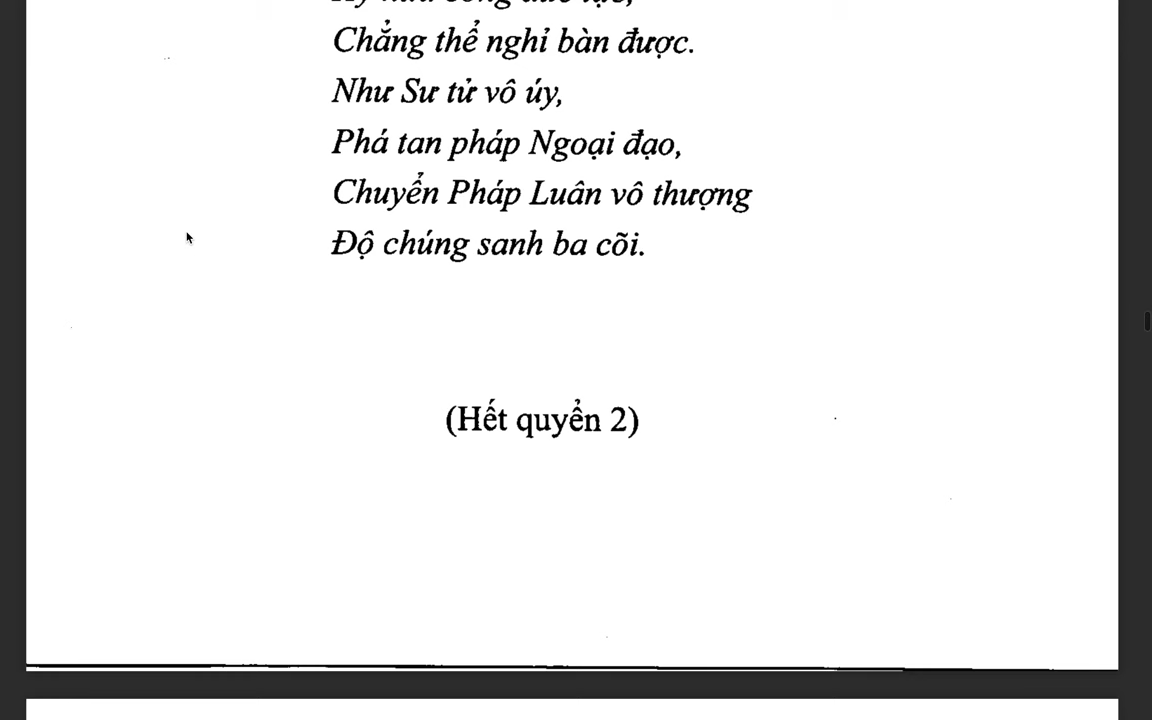 Chẳng thể nghỉ bàn được.
Như Sư tử vô úy,
Phá tan pháp Ngoại đạo,
Chuyển Pháp Luân vô thượng
Độ chúng sanh ba cõi.
(Hết quyển 2)